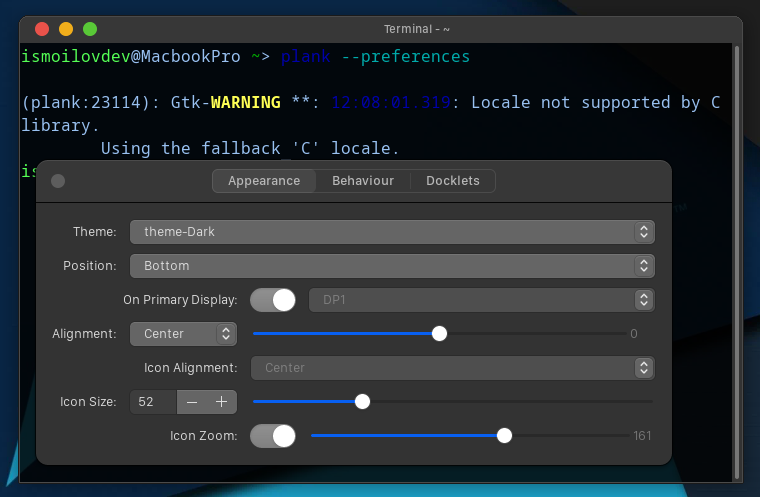 Terminal - ~
ismoilovdev@MacbookPro ~> plank --preferences
(plank:23114): Gtk-WARNING **: 12:08:01.319: Locale not supported by C
library.
Using the fallback 'C' locale.
Appearance Behaviour Docklets
Theme: theme-Dark
Position: Bottom
On Primary Display: DP1
Alignment: Center 0
Icon Alignment: Center
Icon Size: 52 − +
Icon Zoom: 161